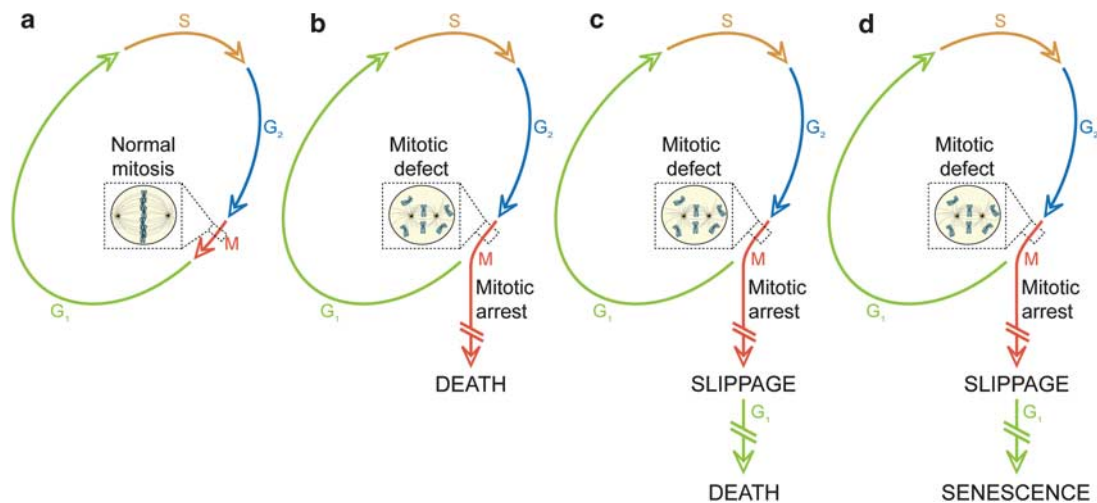 a
S
G₂
Normal
mitosis
M
G₁
b
S
G₂
Mitotic
defect
M
G₁
Mitotic
arrest
DEATH
c
S
G₂
Mitotic
defect
M
G₁
Mitotic
arrest
SLIPPAGE
G₁
DEATH
d
S
G₂
Mitotic
defect
M
G₁
Mitotic
arrest
SLIPPAGE
G₁
SENESCENCE